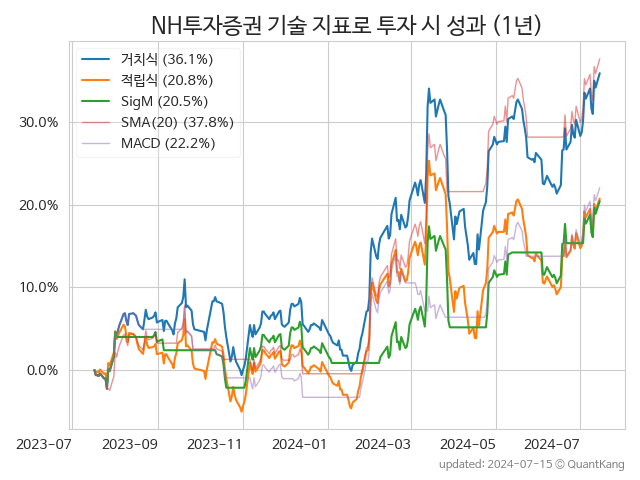 NH투자증권 기술 지표로 투자 시 성과 (1년)
거치식 (36.1%)
적립식 (20.8%)
SigM (20.5%)
SMA(20) (37.8%)
MACD (22.2%)
30.0%
20.0%
10.0%
0.0%
2023-07 2023-09 2023-11 2024-01 2024-03 2024-05 2024-07
updated: 2024-07-15 © QuantKang